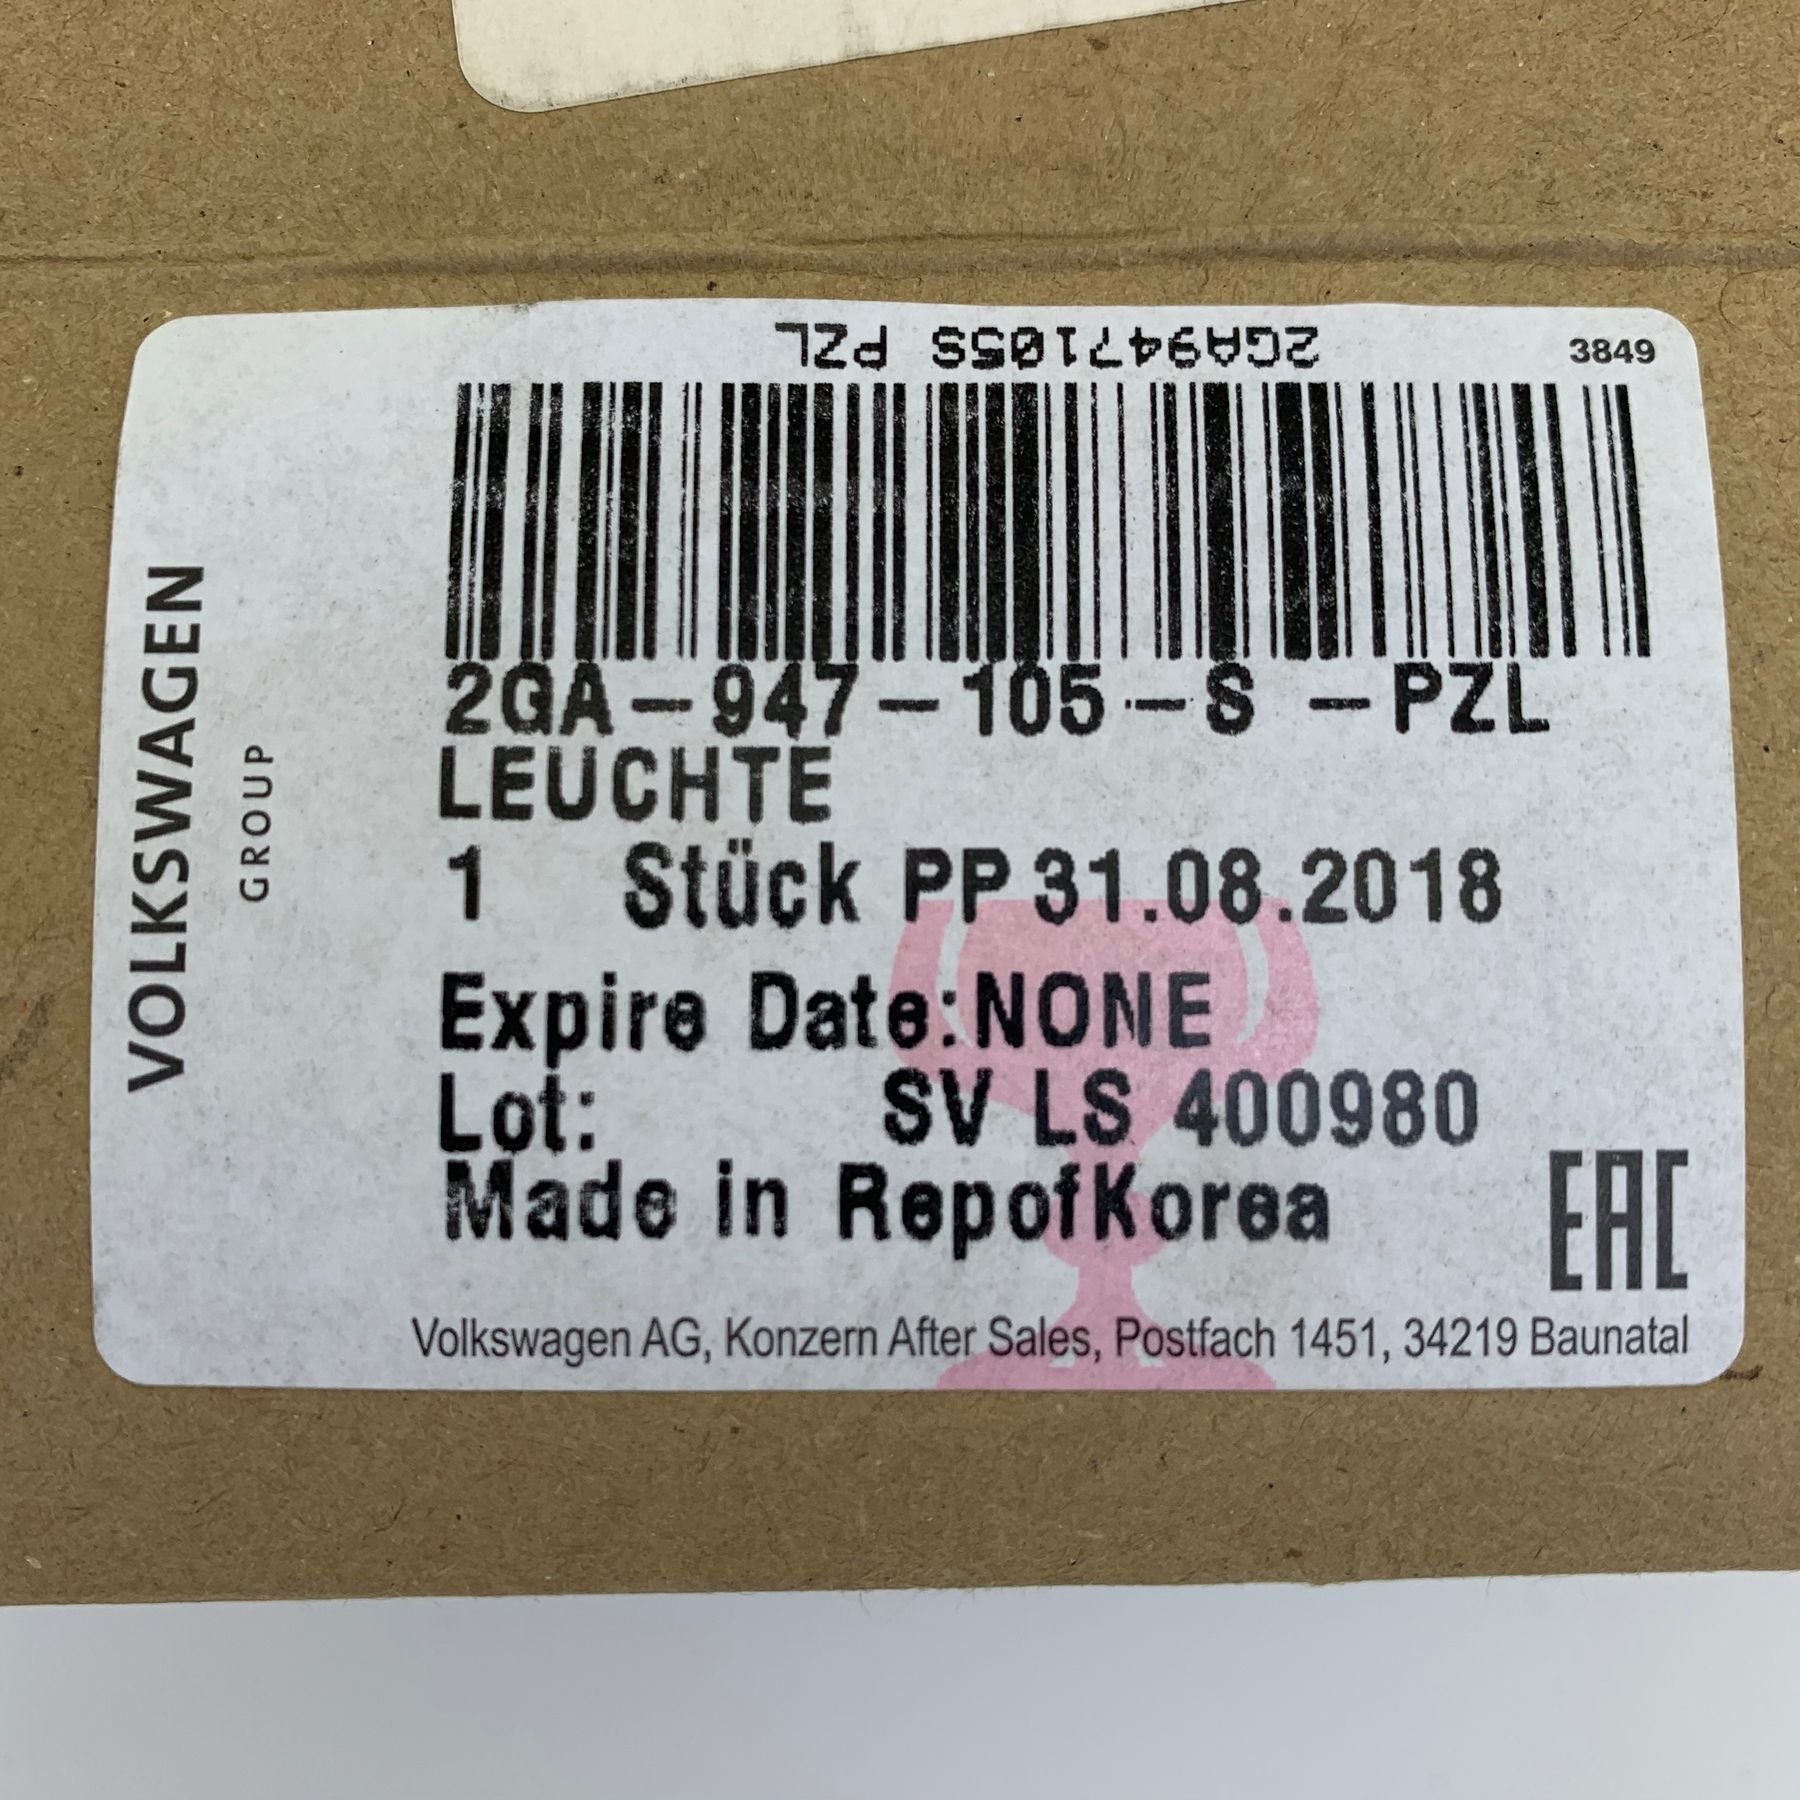 2GA947105S PZL
3849
VOLKSWAGEN
GROUP
2GA-947-105-S -PZL
LEUCHTE
1 Stück PP 31.08.2018
Expire Date:NONE
Lot: SV LS 400980
Made in RepofKorea
EAC
Volkswagen AG, Konzern After Sales, Postfach 1451, 34219 Baunatal